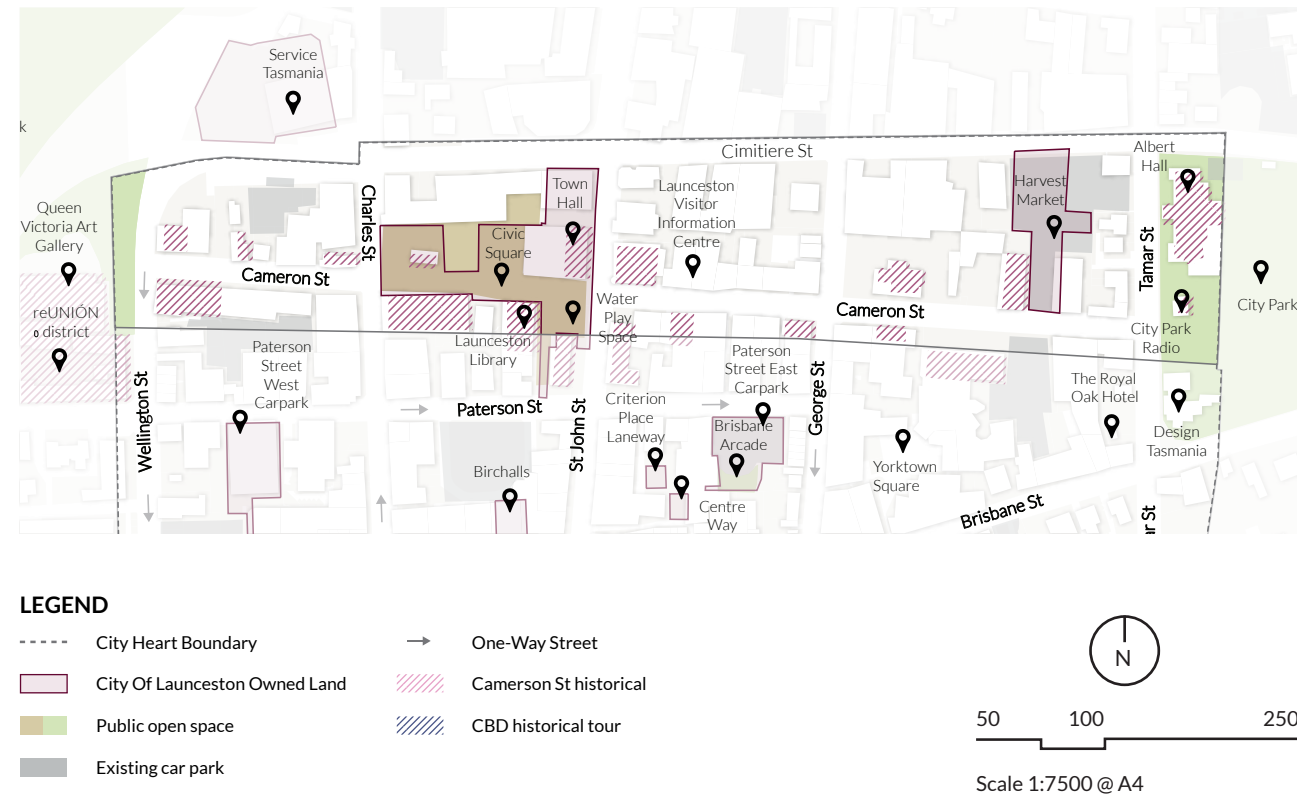 Service
Tasmania
k
Cimitiere St
Albert
Hall
Queen
Victoria Art
Gallery
Charles St
Town
Hall
Launceston
Visitor
Information
Centre
Harvest
Market
Civic
Square
Tamar St
Cameron St
Cameron St
City Park
reUNIÓN
o district
Water
Play
Space
Launceston
Library
City Park
Radio
Paterson
Street
West
Carpark
Paterson
Street East
Carpark
The Royal
Oak Hotel
Wellington St
Paterson St
St John St
Criterion
Place
Laneway
George St
Brisbane
Arcade
Design
Tasmania
Birchalls
Yorktown
Square
Centre
Way
Brisbane St
ar St
LEGEND
City Heart Boundary
One-Way Street
City Of Launceston Owned Land
Camerson St historical
Public open space
CBD historical tour
Existing car park
N
50 100 250
Scale 1:7500 @ A4